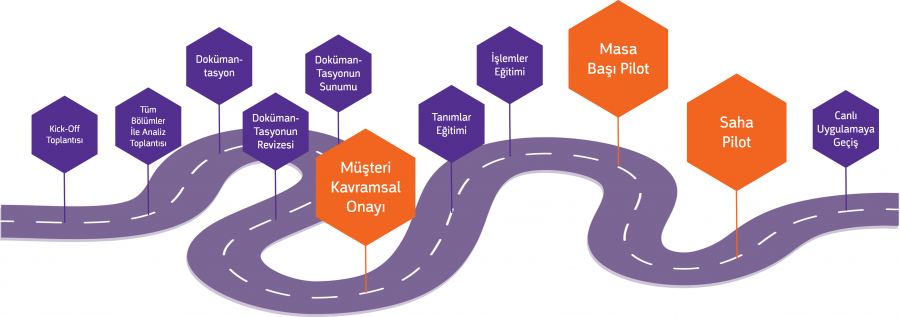 Kick-Off
Toplantısı
Tüm
Bölümler
İle Analiz
Toplantısı
Doküman-
tasyon
Doküman-
Tasyonun
Sunumu
Doküman-
Tasyonun
Revizesi
Müşteri
Kavramsal
Onayı
Tanımlar
Eğitimi
İşlemler
Eğitimi
Masa
Başı Pilot
Saha
Pilot
Canlı
Uygulamaya
Geçiş